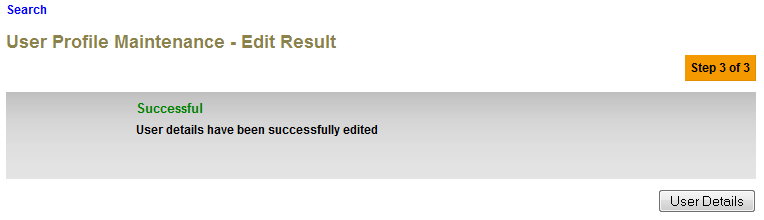 Search
User Profile Maintenance - Edit Result
Step 3 of 3
Successful
User details have been successfully edited
User Details